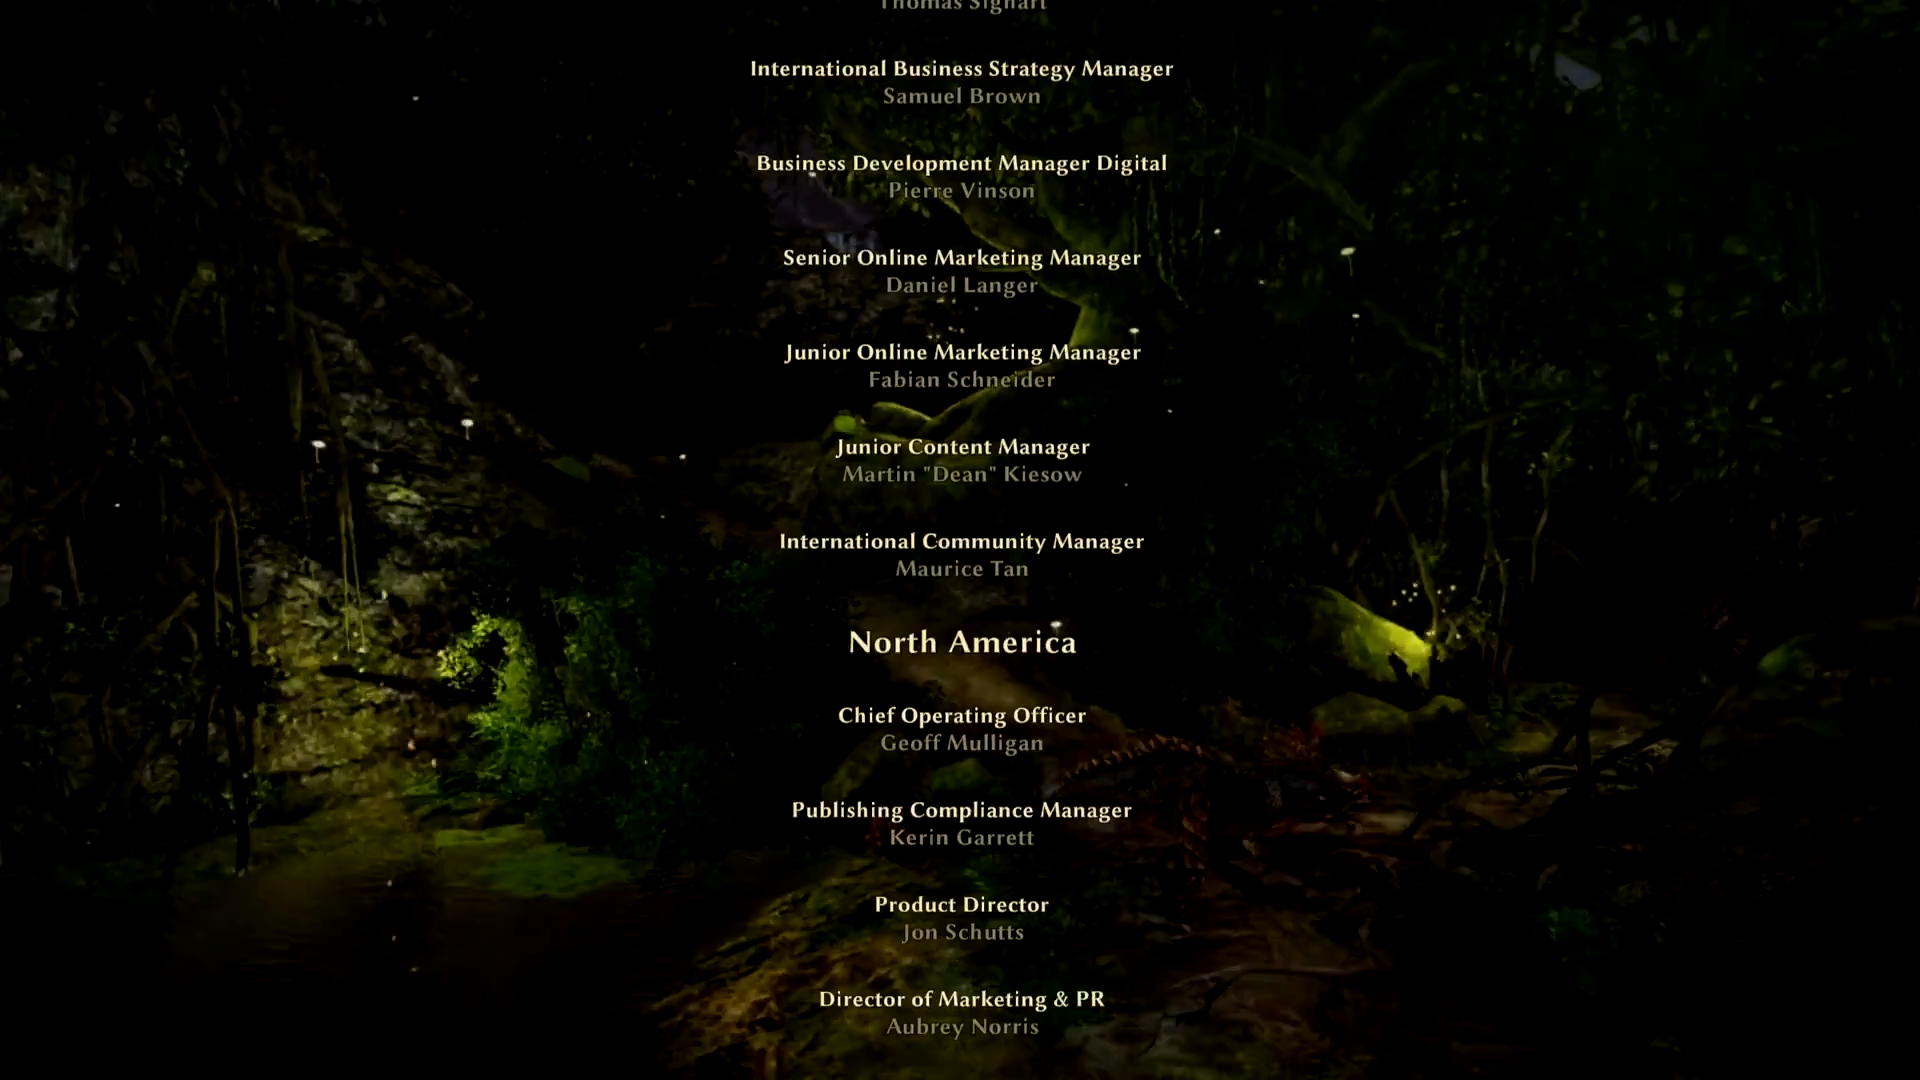 Thomas Signart
International Business Strategy Manager
Samuel Brown
Business Development Manager Digital
Pierre Vinson
Senior Online Marketing Manager
Daniel Langer
Junior Online Marketing Manager
Fabian Schneider
Junior Content Manager
Martin "Dean" Kiesow
International Community Manager
Maurice Tan
North America
Chief Operating Officer
Geoff Mulligan
Publishing Compliance Manager
Kerin Garrett
Product Director
Jon Schutts
Director of Marketing & PR
Aubrey Norris